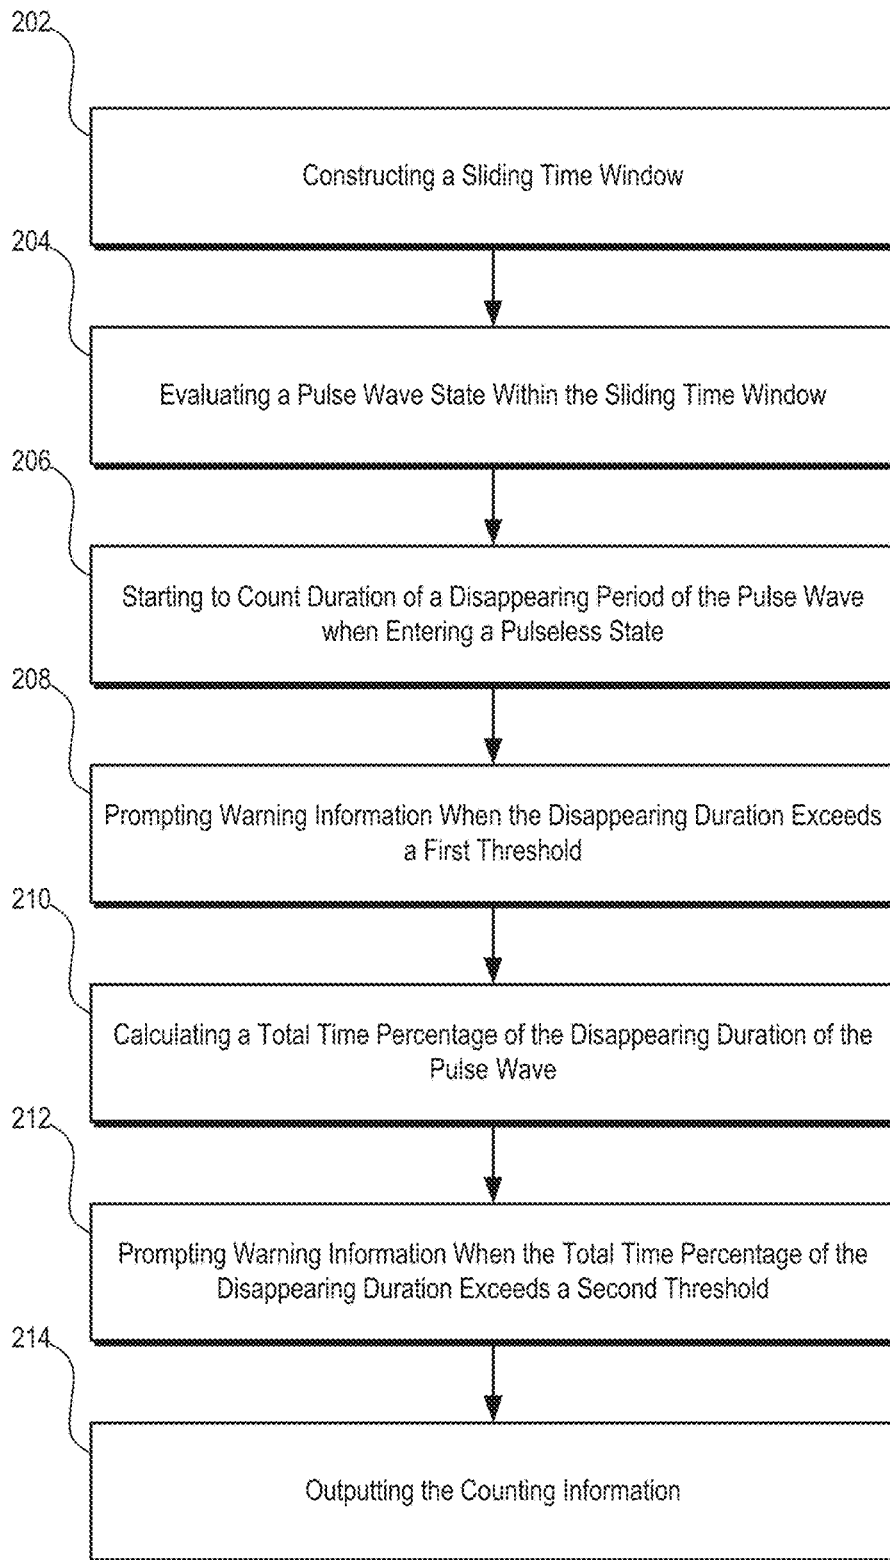 202
Constructing a Sliding Time Window
204
Evaluating a Pulse Wave State Within the Sliding Time Window
206
Starting to Count Duration of a Disappearing Period of the Pulse Wave
when Entering a Pulseless State
208
Prompting Warning Information When the Disappearing Duration Exceeds
a First Threshold
210
Calculating a Total Time Percentage of the Disappearing Duration of the
Pulse Wave
212
Prompting Warning Information When the Total Time Percentage of the
Disappearing Duration Exceeds a Second Threshold
214
Outputting the Counting Information